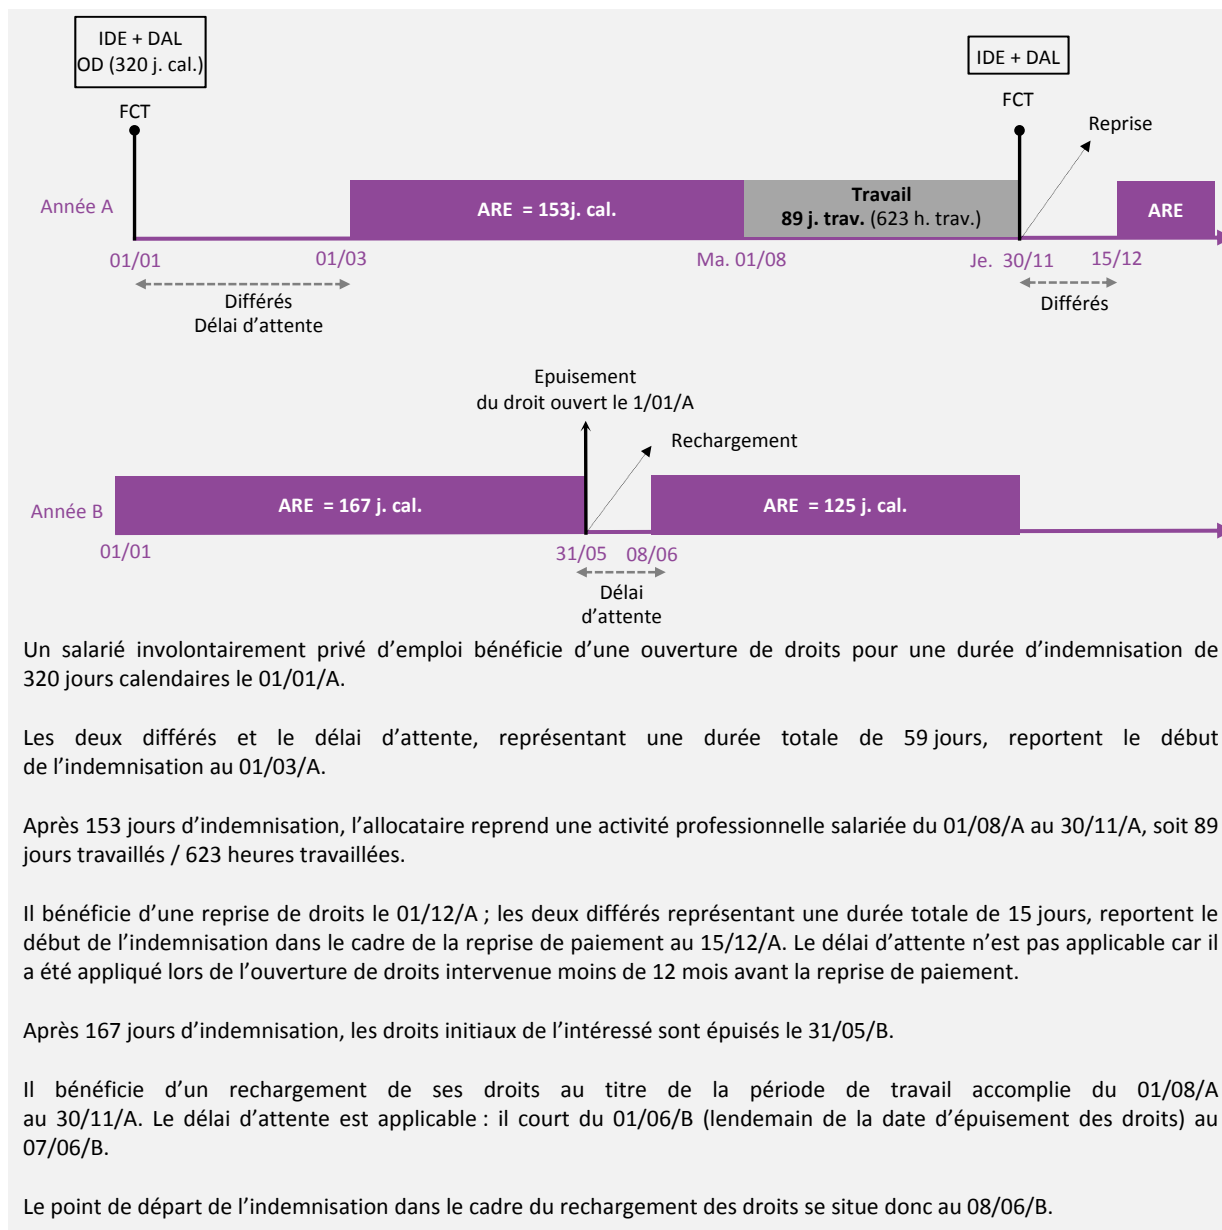 IDE + DAL
OD (320 j. cal.)
IDE + DAL
FCT
FCT
Reprise
Année A
ARE = 153j. cal.
Travail
89 j. trav. (623 h. trav.)
ARE
01/01
01/03
Ma. 01/08
Je. 30/11
15/12
Différés
Délai d’attente
Différés
Epuisement
du droit ouvert le 1/01/A
Rechargement
Année B
ARE = 167 j. cal.
ARE = 125 j. cal.
01/01
31/05
08/06
Délai
d’attente
Un salarié involontairement privé d’emploi bénéficie d’une ouverture de droits pour une durée d’indemnisation de
320 jours calendaires le 01/01/A.
Les deux différés et le délai d’attente, représentant une durée totale de 59 jours, reportent le début
de l’indemnisation au 01/03/A.
Après 153 jours d’indemnisation, l’allocataire reprend une activité professionnelle salariée du 01/08/A au 30/11/A, soit 89
jours travaillés / 623 heures travaillées.
Il bénéficie d’une reprise de droits le 01/12/A ; les deux différés représentant une durée totale de 15 jours, reportent le
début de l’indemnisation dans le cadre de la reprise de paiement au 15/12/A. Le délai d’attente n’est pas applicable car il
a été appliqué lors de l’ouverture de droits intervenue moins de 12 mois avant la reprise de paiement.
Après 167 jours d’indemnisation, les droits initiaux de l’intéressé sont épuisés le 31/05/B.
Il bénéficie d’un rechargement de ses droits au titre de la période de travail accomplie du 01/08/A
au 30/11/A. Le délai d’attente est applicable : il court du 01/06/B (lendemain de la date d’épuisement des droits) au
07/06/B.
Le point de départ de l’indemnisation dans le cadre du rechargement des droits se situe donc au 08/06/B.